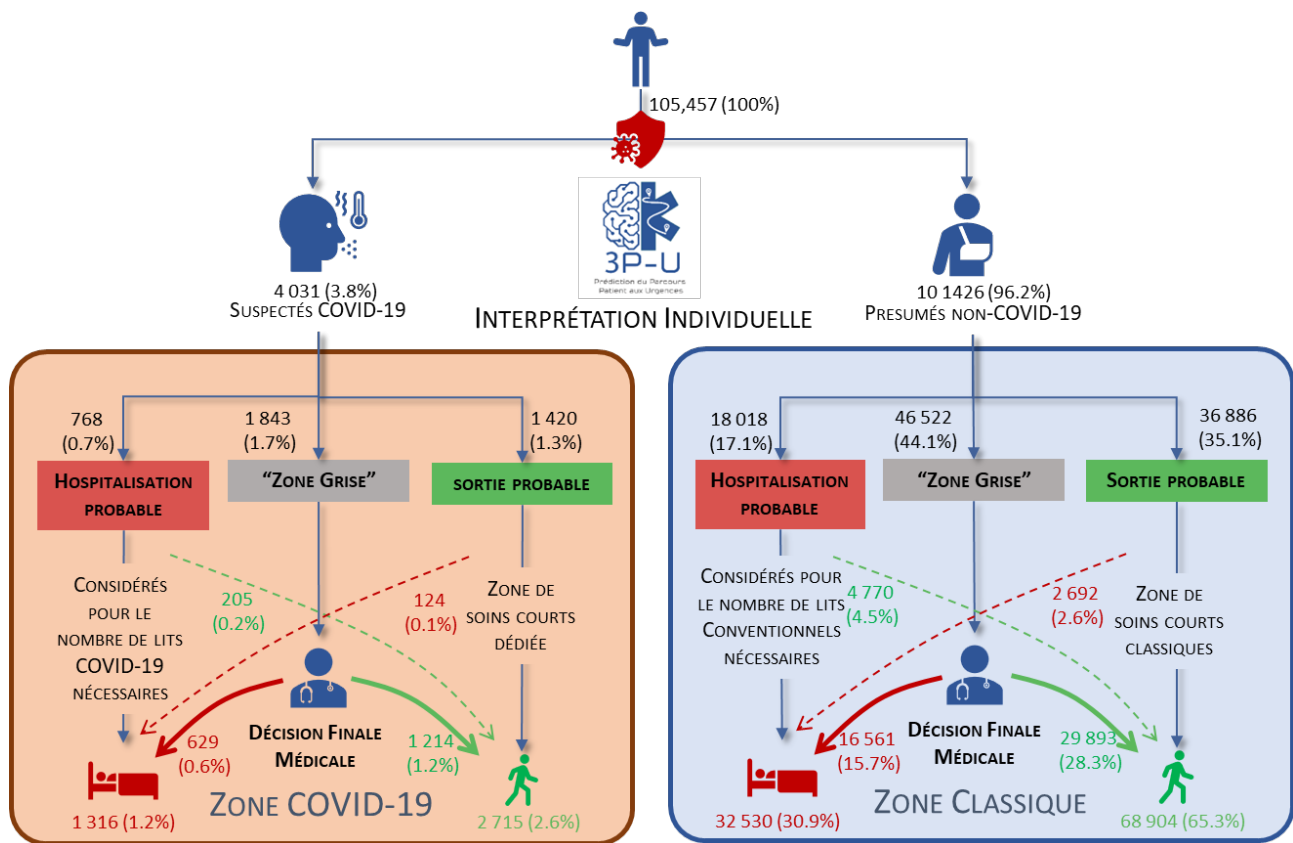 105,457 (100%)
3P-U
Prédiction du Parcours
Patient aux Urgences
4 031 (3.8%)
SUSPECTÉS COVID-19
INTERPRÉTATION INDIVIDUELLE
10 1426 (96.2%)
PRESUMÉS NON-COVID-19
768
(0.7%)
1 843
(1.7%)
1 420
(1.3%)
HOSPITALISATION
PROBABLE
"ZONE GRISE"
SORTIE PROBABLE
CONSIDÉRÉS
POUR LE
NOMBRE DE LITS
COVID-19
NÉCESSAIRES
205
(0.2%)
124
(0.1%)
ZONE DE
SOINS COURTS
DÉDIÉE
629
(0.6%)
DÉCISION FINALE
MÉDICALE
1 214
(1.2%)
ZONE COVID-19
1 316 (1.2%)
2 715 (2.6%)
18 018
(17.1%)
46 522
(44.1%)
36 886
(35.1%)
HOSPITALISATION
PROBABLE
"ZONE GRISE"
SORTIE PROBABLE
CONSIDÉRÉS POUR
LE NOMBRE DE LITS
CONVENTIONNELS
NÉCESSAIRES
4 770
(4.5%)
2 692
(2.6%)
ZONE DE
SOINS COURTS
CLASSIQUES
16 561
(15.7%)
DÉCISION FINALE
MÉDICALE
29 893
(28.3%)
ZONE CLASSIQUE
32 530 (30.9%)
68 904 (65.3%)